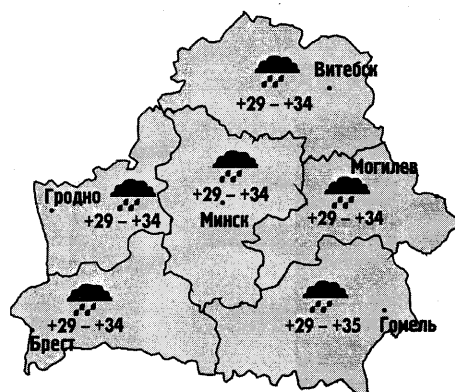 Витебск
+29 – +34
Могилев
+29 – +34
Минск
Гродно
+29 – +34
+29 – +34
+29 – +34
Брест
+29 – +35
Гомель